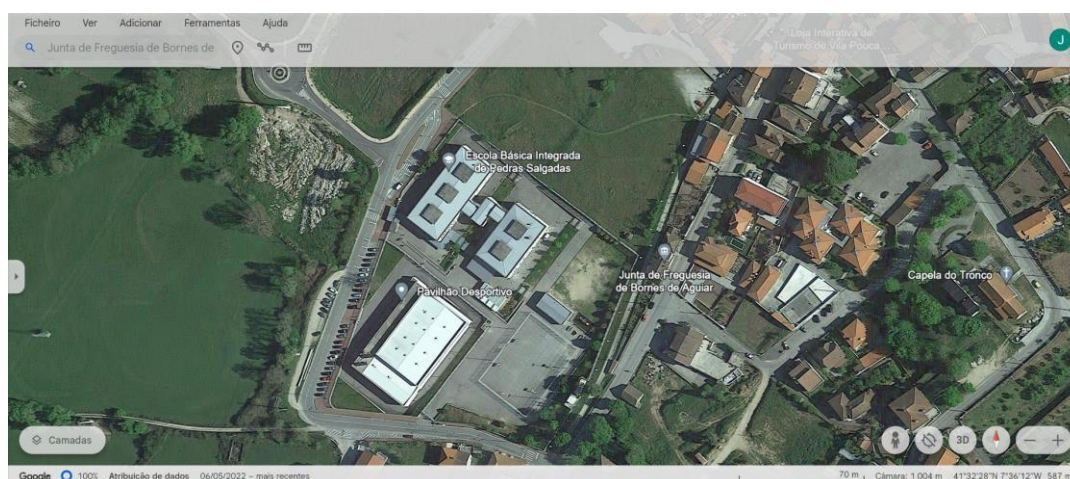 Ficheiro Ver Adicionar Ferramentas Ajuda
Junta de Freguesia de Bornes de
J
Loja Interativa de
Turismo de Vila Pouca
Escola Básica Integrada
de Pedras Salgadas
Pavilhão Desportivo
Junta de Freguesia
de Bornes de Aguiar
Capela do Tronco
Camadas
3D
Google 100% Atribuição de dados 06/05/2022 – mais recentes 70 m Câmara: 1 004 m 41°32'28"N 7°36'12"W 587 m